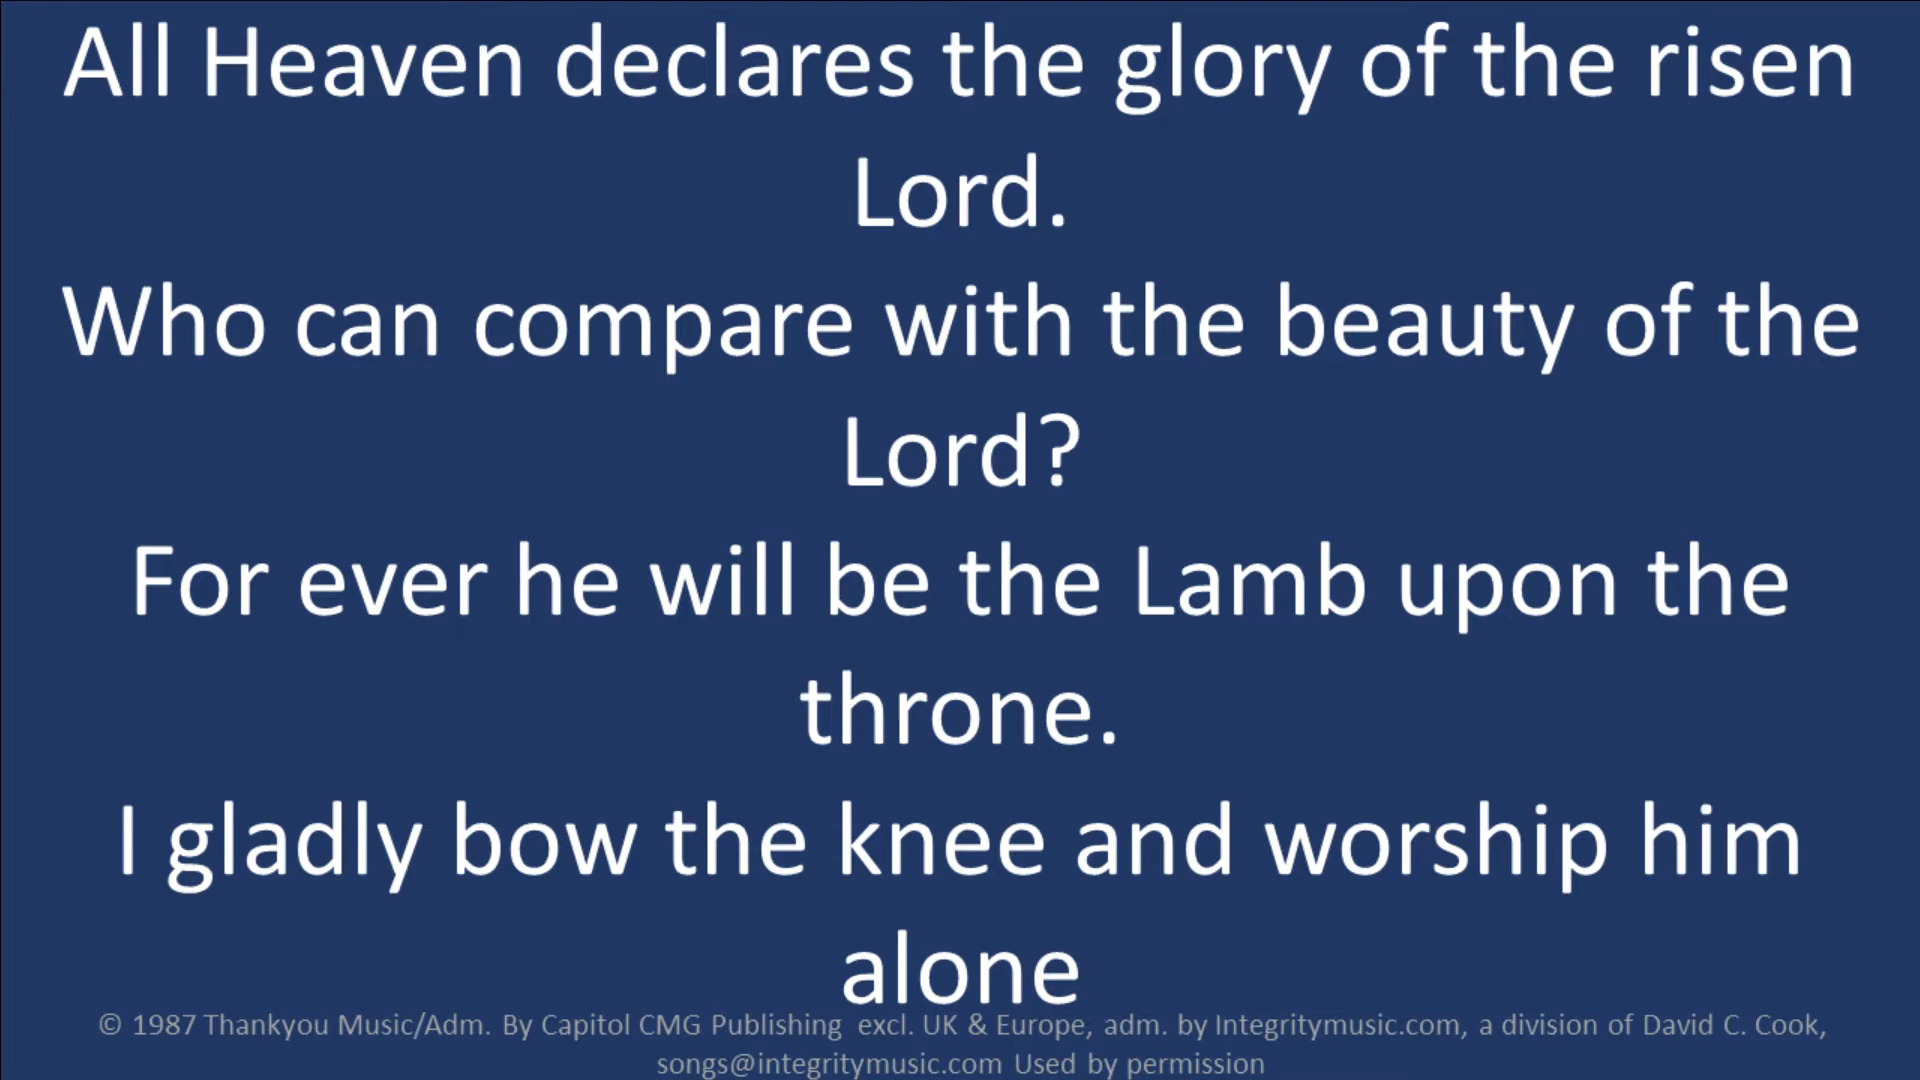 All Heaven declares the glory of the risen
Lord.
Who can compare with the beauty of the
Lord?
For ever he will be the Lamb upon the
throne.
I gladly bow the knee and worship him
alone
© 1987 Thankyou Music/Adm. By Capitol CMG Publishing excl. UK & Europe, adm. by Integritymusic.com, a division of David C. Cook,
songs@integritymusic.com Used by permission